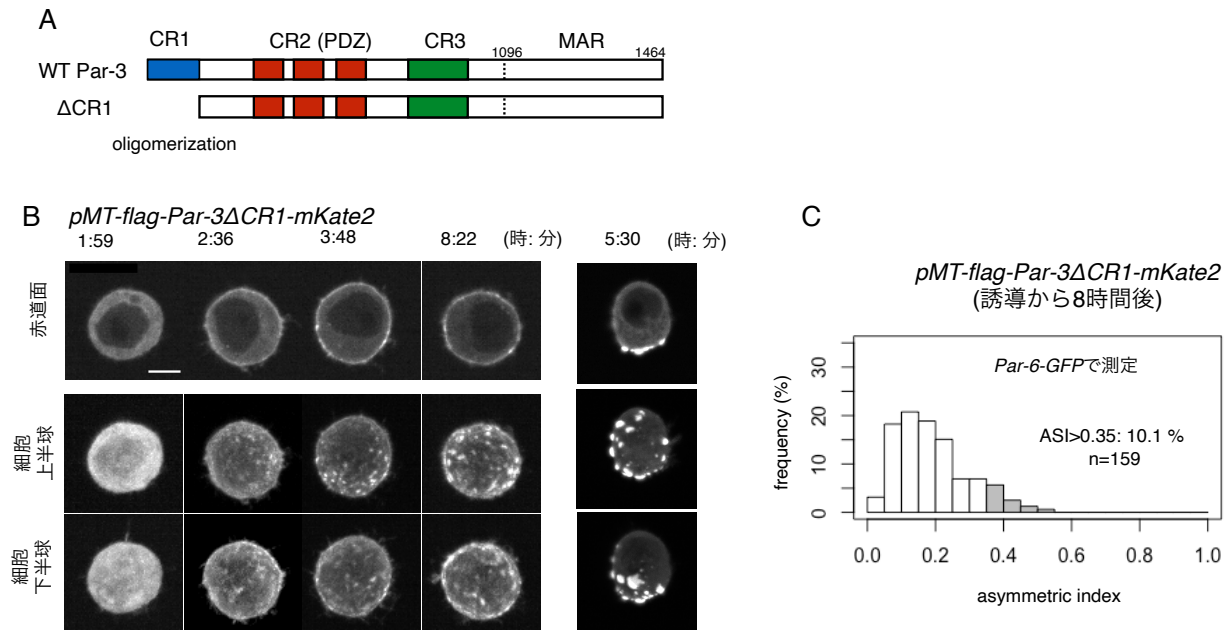 A
CR1 CR2 (PDZ) CR3 1096 MAR 1464
WT Par-3
ΔCR1
oligomerization
B pMT-flag-Par-3ΔCR1-mKate2
1:59 2:36 3:48 8:22 (時: 分) 5:30 (時: 分)
赤道面
細胞
上半球
細胞
下半球
C
pMT-flag-Par-3ΔCR1-mKate2
(誘導から8時間後)
Par-6-GFPで測定
ASI>0.35: 10.1 %
n=159
frequency (%)
30
20
10
0
0.0 0.2 0.4 0.6 0.8 1.0
asymmetric index